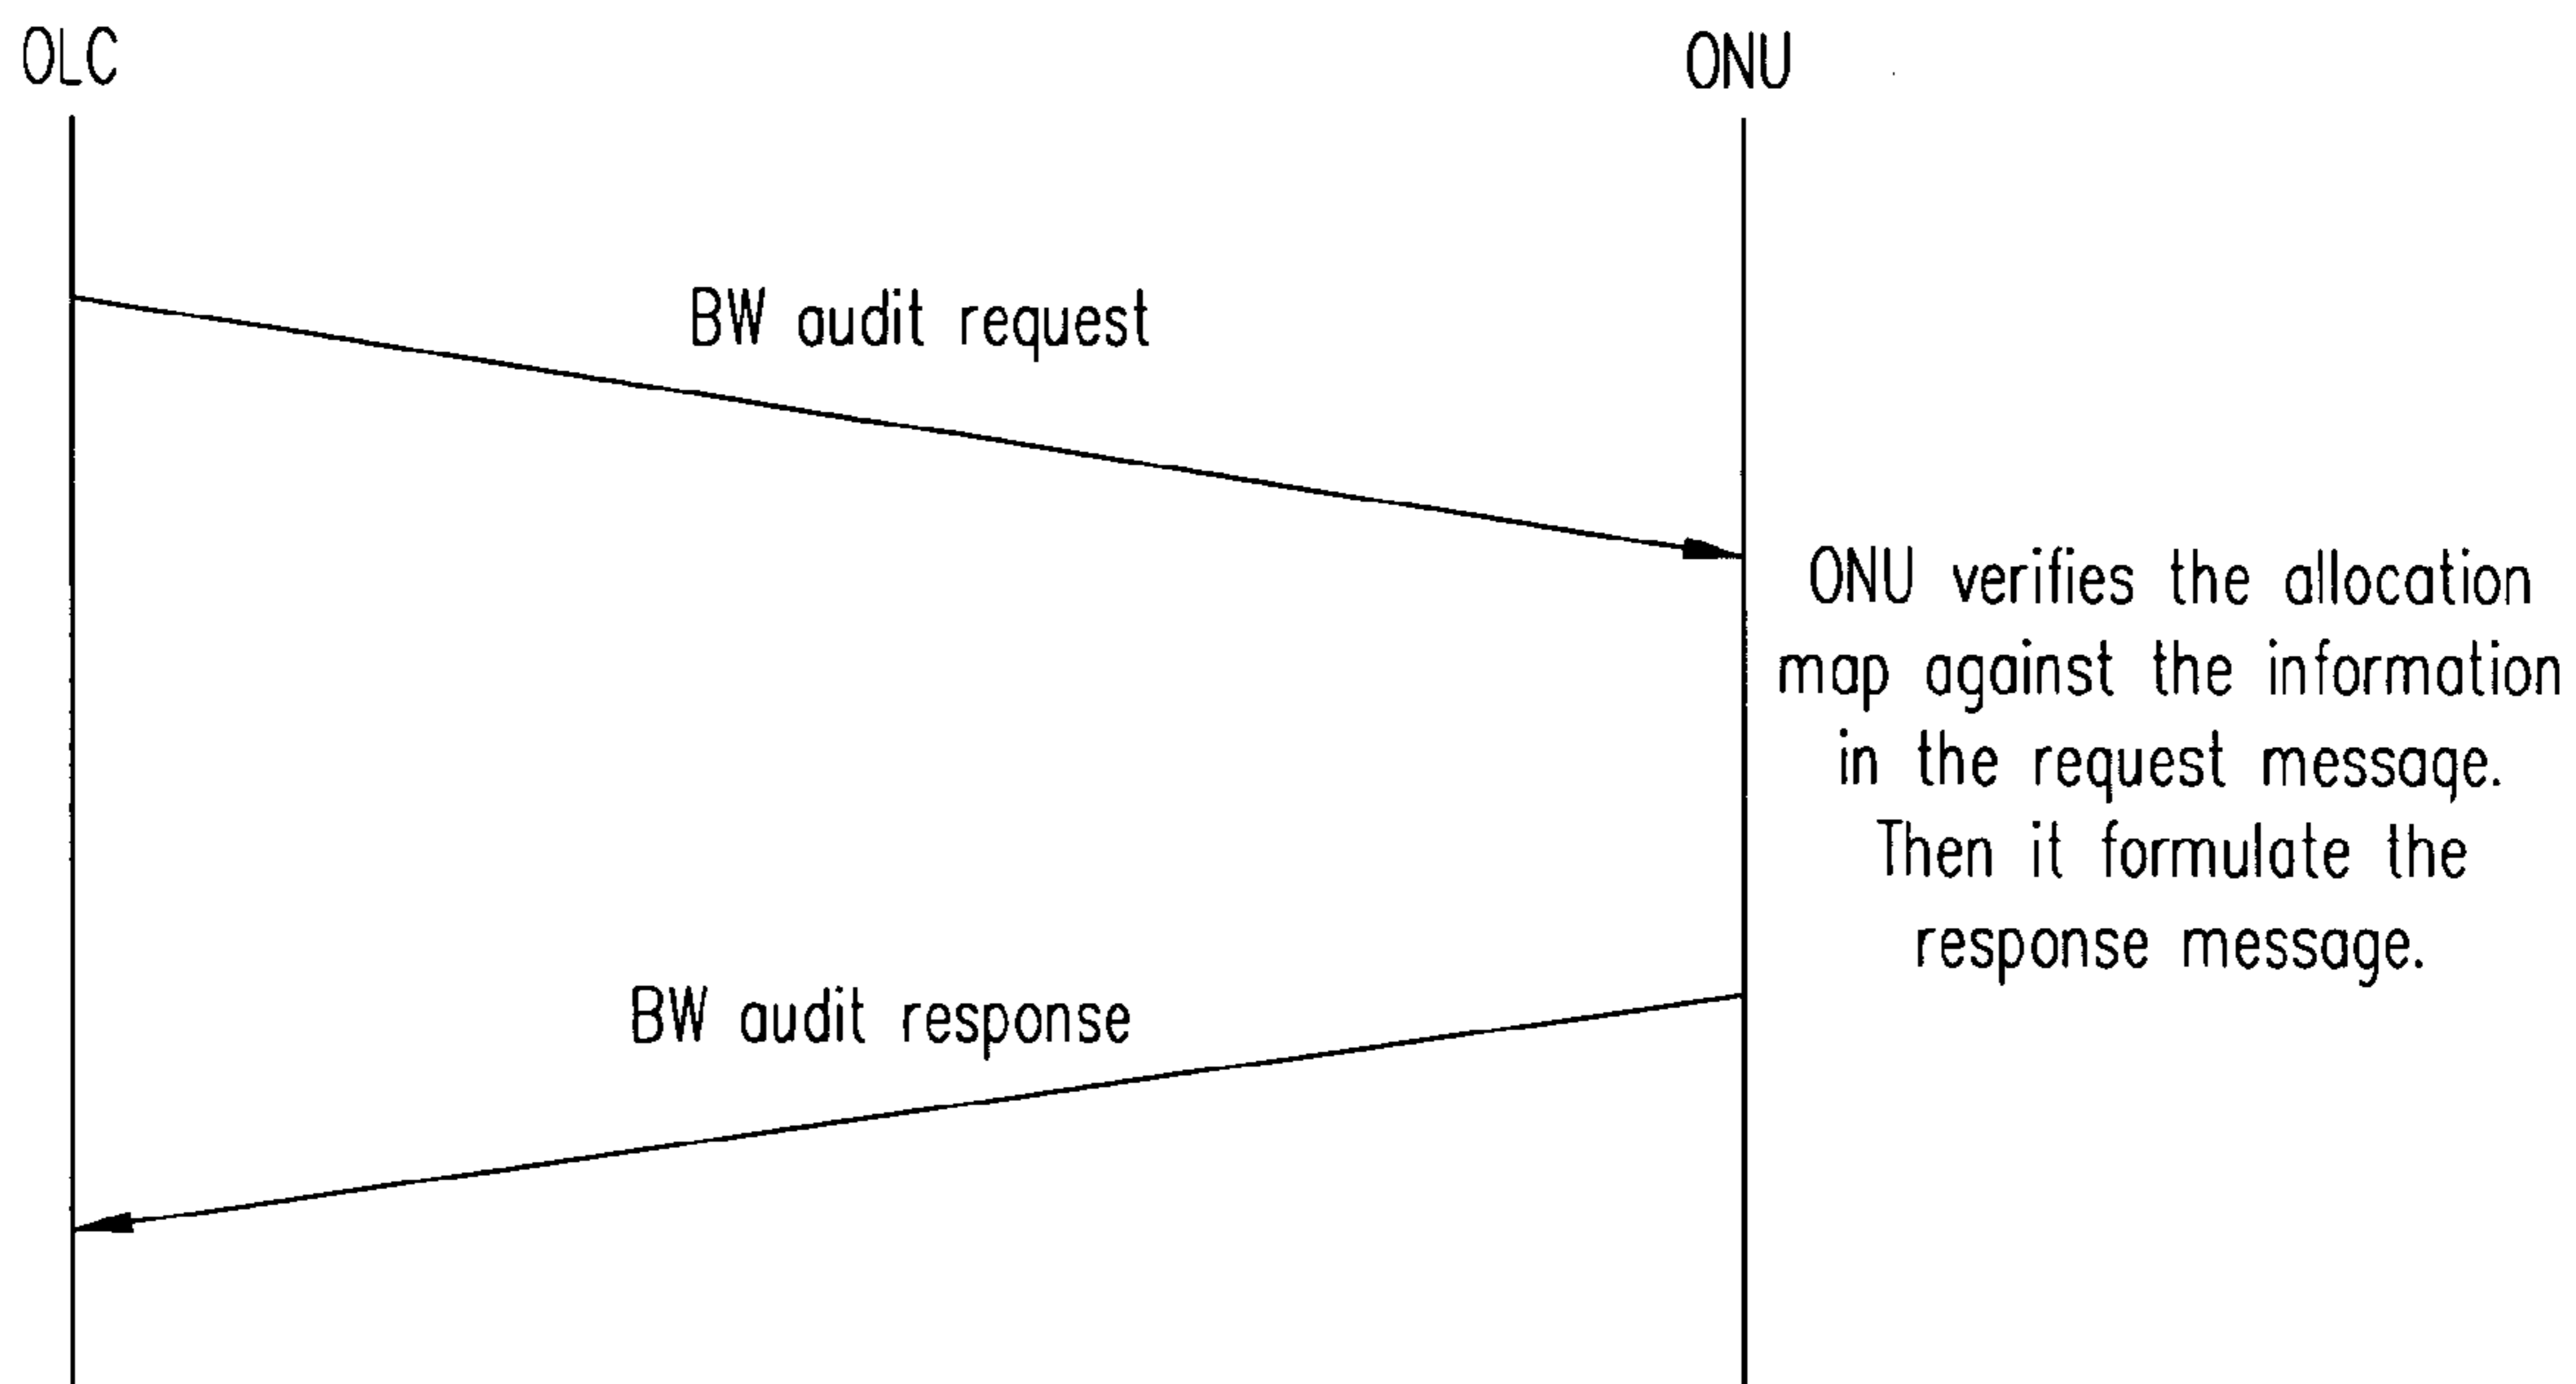 OLC
ONU
BW audit request
ONU verifies the allocation
map against the information
in the request message.
Then it formulate the
response message.
BW audit response